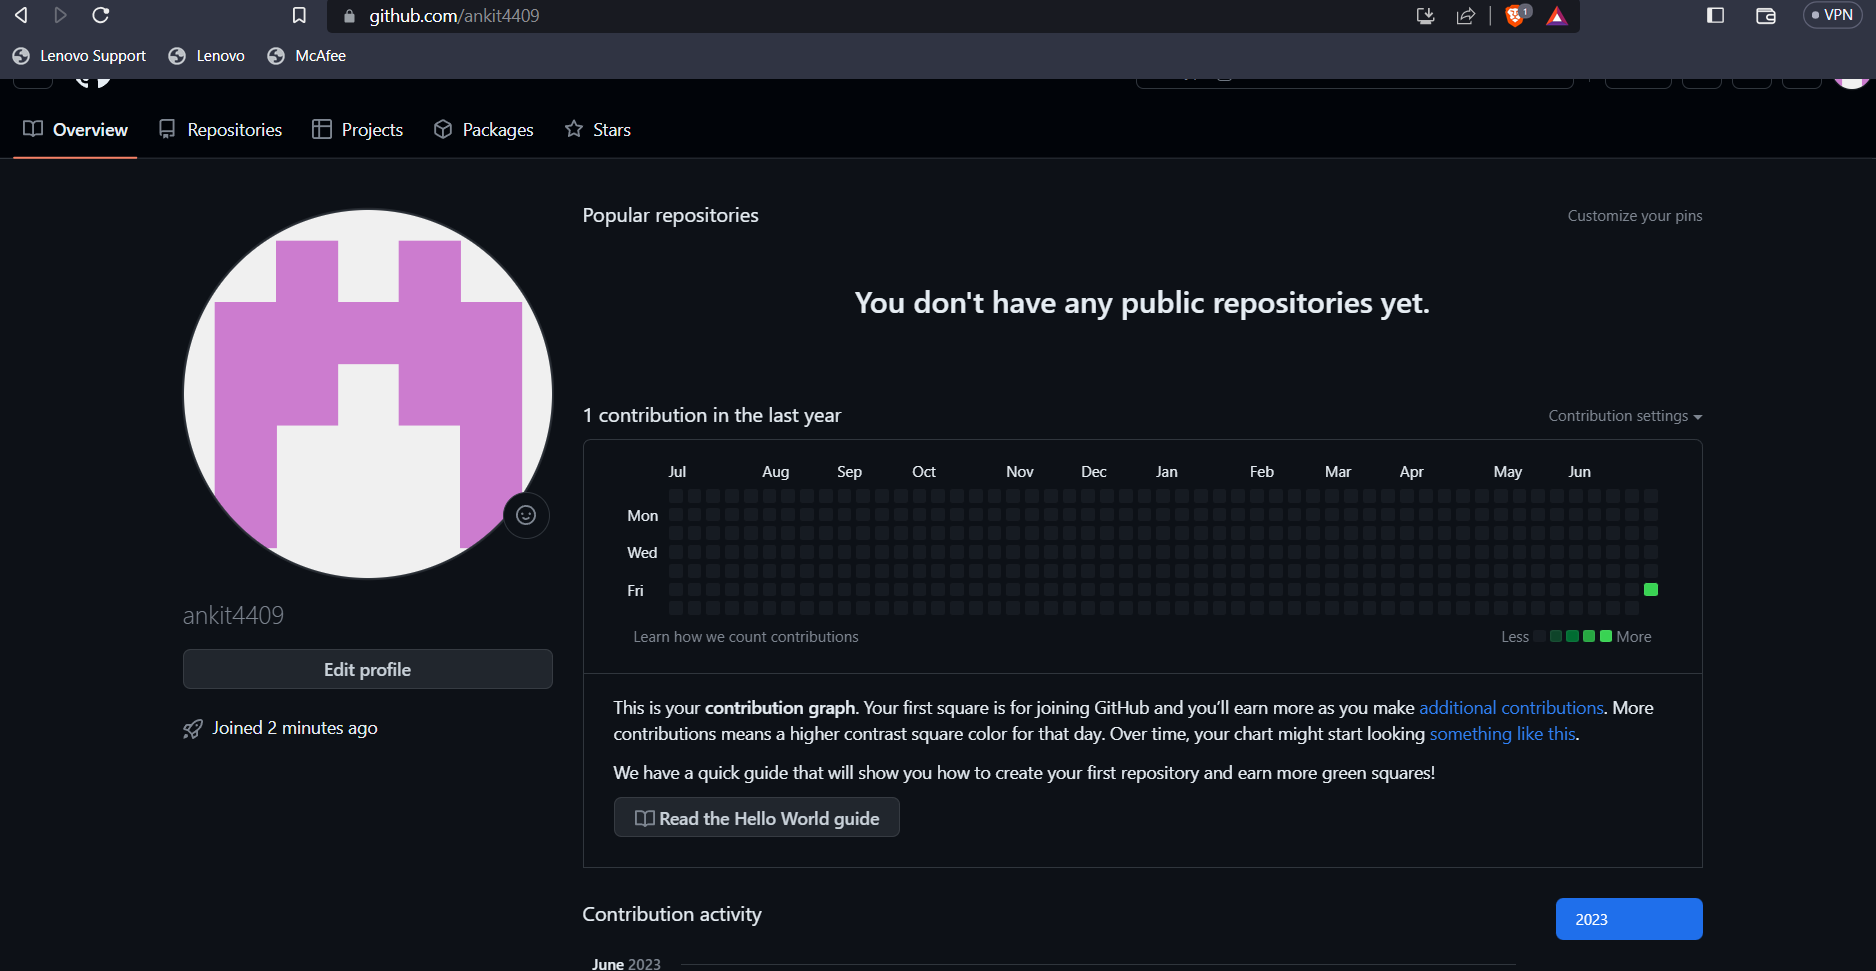 github.com/ankit4409
1
VPN
Lenovo Support
Lenovo
McAfee
Overview
Repositories
Projects
Packages
Stars
Popular repositories
Customize your pins
You don't have any public repositories yet.
1 contribution in the last year
Contribution settings
Jul Aug Sep Oct Nov Dec Jan Feb Mar Apr May Jun
Mon
Wed
Fri
Learn how we count contributions
Less More
ankit4409
Edit profile
Joined 2 minutes ago
This is your contribution graph. Your first square is for joining GitHub and you’ll earn more as you make additional contributions. More
contributions means a higher contrast square color for that day. Over time, your chart might start looking something like this.
We have a quick guide that will show you how to create your first repository and earn more green squares!
Read the Hello World guide
Contribution activity
2023
June 2023